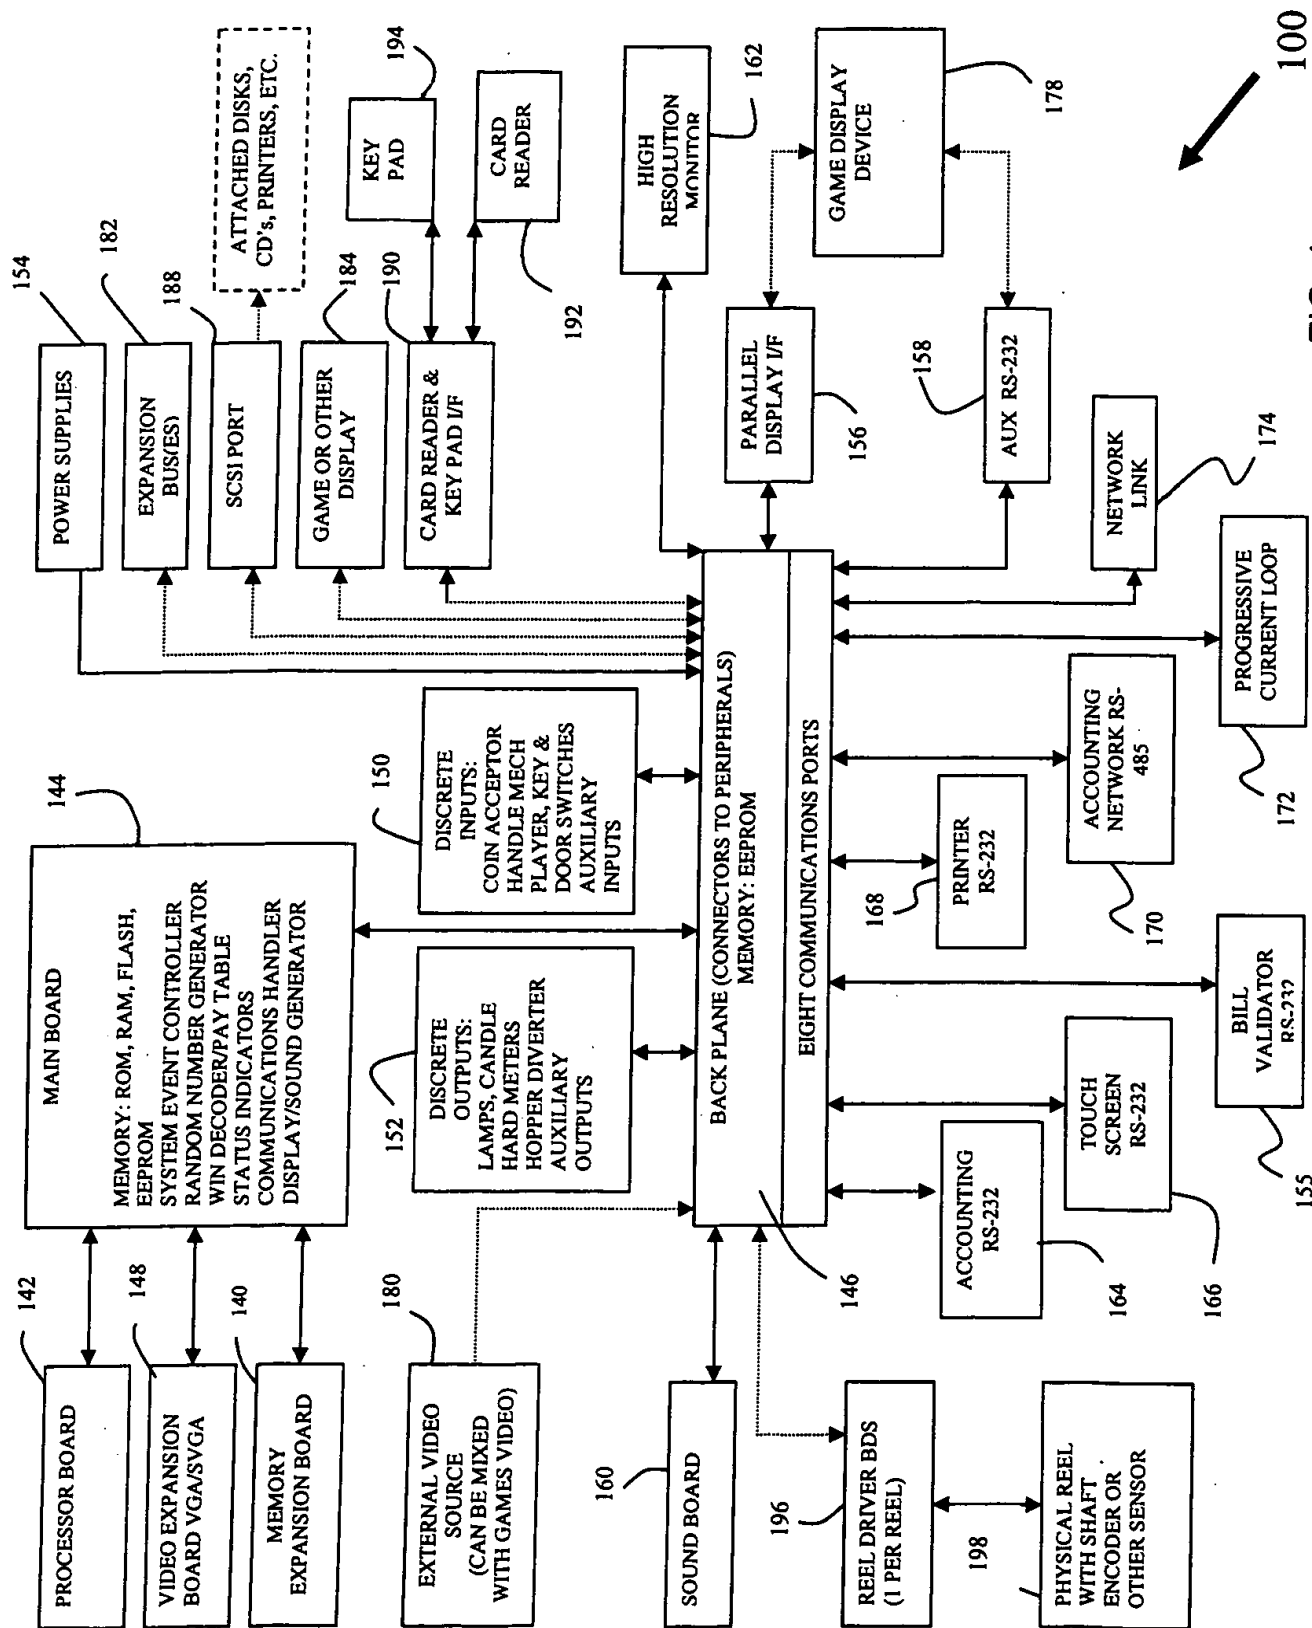 PROCESSOR BOARD
142
VIDEO EXPANSION
BOARD VGA/SVGA
148
MEMORY
EXPANSION BOARD
140
MAIN BOARD
MEMORY: ROM, RAM, FLASH,
EEPROM
SYSTEM EVENT CONTROLLER
RANDOM NUMBER GENERATOR
WIN DECODER/PAY TABLE
STATUS INDICATORS
COMMUNICATIONS HANDLER
DISPLAY/SOUND GENERATOR
144
POWER SUPPLIES
154
EXPANSION
BUS(ES)
182
SCSI PORT
188
ATTACHED DISKS,
CD's, PRINTERS, ETC.
GAME OR OTHER
DISPLAY
184
CARD READER &
KEY PAD I/F
190
KEY
PAD
194
CARD
READER
192
EXTERNAL VIDEO
SOURCE
(CAN BE MIXED
WITH GAMES VIDEO)
180
DISCRETE
OUTPUTS:
LAMPS, CANDLE
HARD METERS
HOPPER DIVERTER
AUXILIARY
OUTPUTS
152
DISCRETE
INPUTS:
COIN ACCEPTOR
HANDLE MECH
PLAYER, KEY &
DOOR SWITCHES
AUXILIARY
INPUTS
150
HIGH
RESOLUTION
MONITOR
162
SOUND BOARD
160
BACK PLANE (CONNECTORS TO PERIPHERALS)
MEMORY: EEPROM
EIGHT COMMUNICATIONS PORTS
146
PARALLEL
DISPLAY I/F
156
GAME DISPLAY
DEVICE
178
REEL DRIVER BDS
(1 PER REEL)
196
AUX RS-232
158
PHYSICAL REEL
WITH SHAFT
ENCODER OR
OTHER SENSOR
198
ACCOUNTING
RS-232
164
TOUCH
SCREEN
RS-232
166
BILL
VALIDATOR
RS-232
155
PRINTER
RS-232
168
ACCOUNTING
NETWORK RS-
485
170
PROGRESSIVE
CURRENT LOOP
172
NETWORK
LINK
174
100